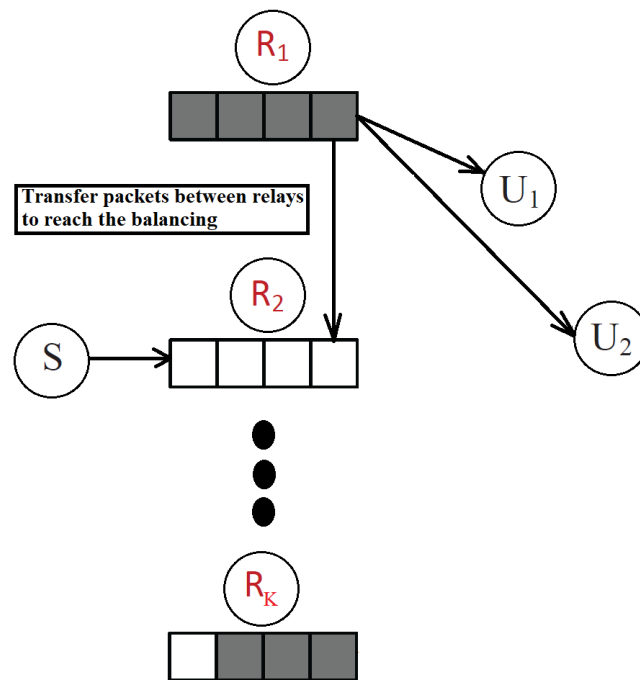 R1
U1
Transfer packets between relays
to reach the balancing
R2
S
U2
RK